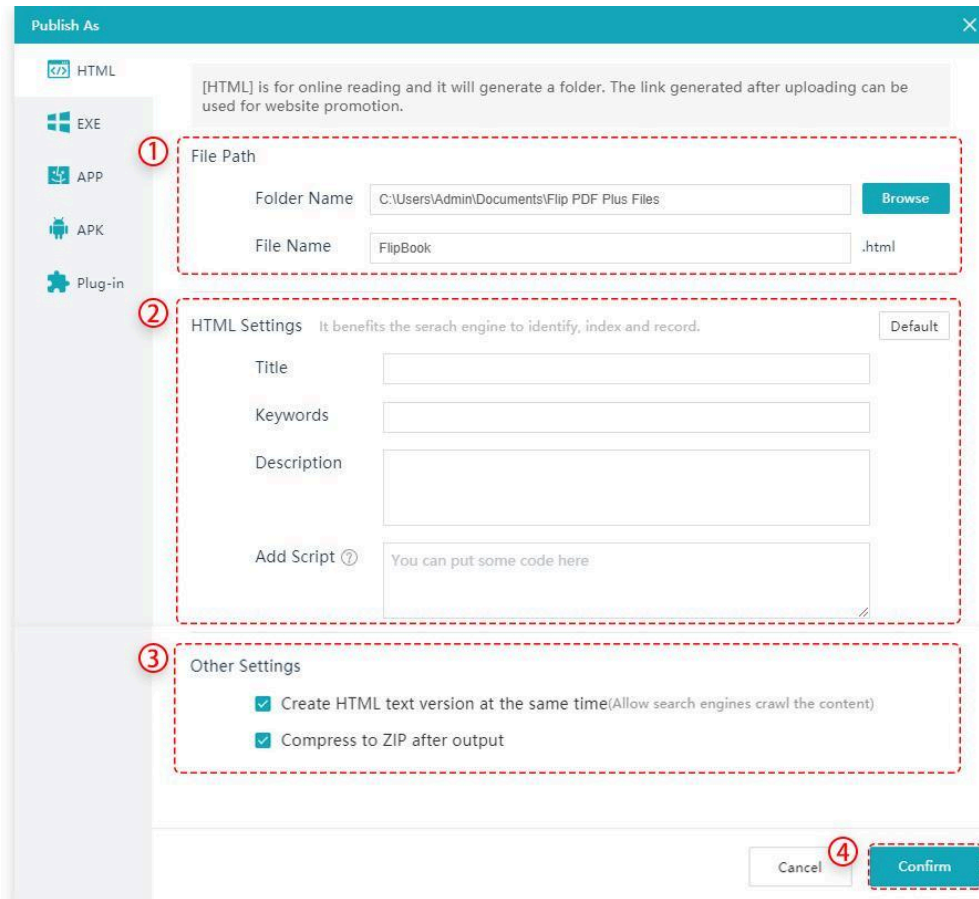 Publish As
HTML
EXE
APP
APK
Plug-in
[HTML] is for online reading and it will generate a folder. The link generated after uploading can be
used for website promotion.
①
File Path
Folder Name C:\Users\Admin\Documents\Flip PDF Plus Files Browse
File Name FlipBook .html
②
HTML Settings It benefits the serach engine to identify, index and record. Default
Title
Keywords
Description
Add Script ? You can put some code here
③
Other Settings
Create HTML text version at the same time(Allow search engines crawl the content)
Compress to ZIP after output
④
Cancel Confirm